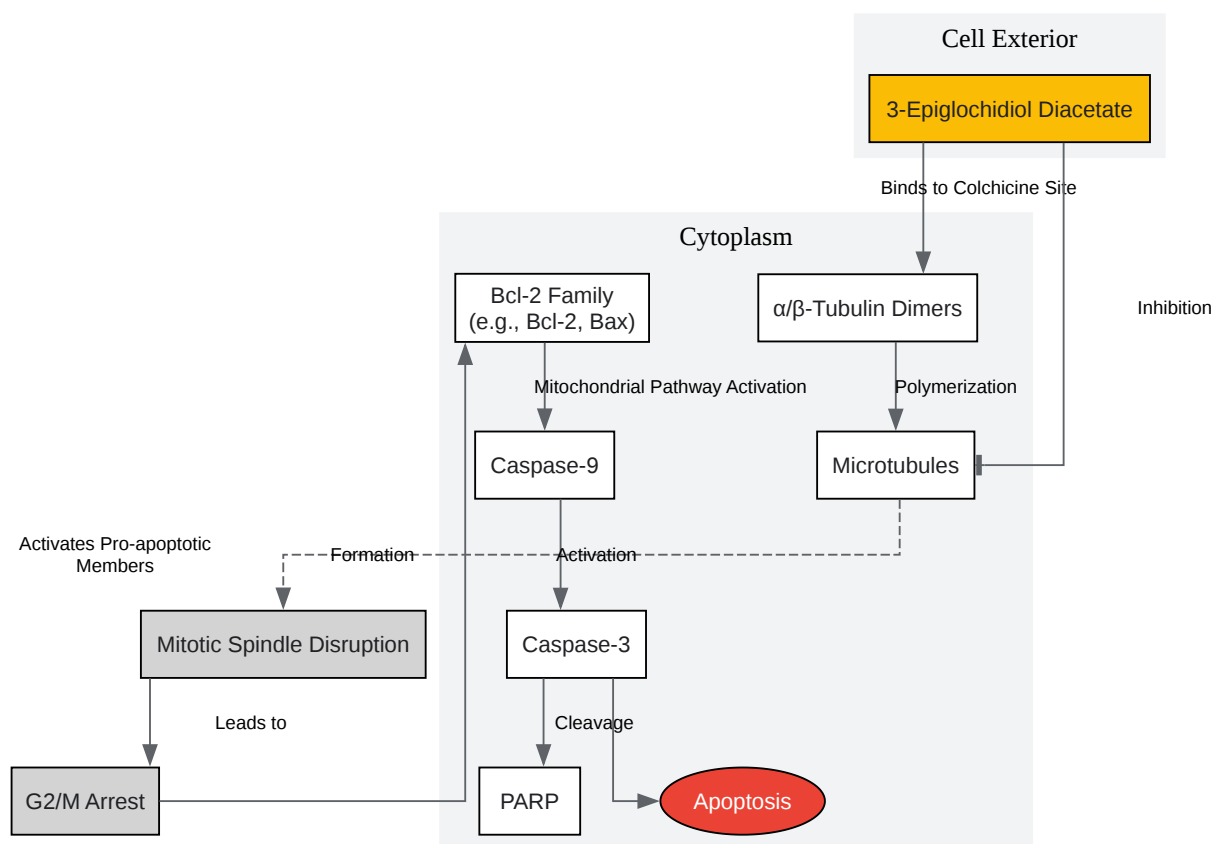 Cell Exterior
3-Epiglochidiol Diacetate
Binds to Colchicine Site
Cytoplasm
Bcl-2 Family
(e.g., Bcl-2, Bax)
α/β-Tubulin Dimers
Inhibition
Mitochondrial Pathway Activation
Polymerization
Caspase-9
Microtubules
Activates Pro-apoptotic
Members
Formation
Activation
Mitotic Spindle Disruption
Caspase-3
Leads to
Cleavage
G2/M Arrest
PARP
Apoptosis